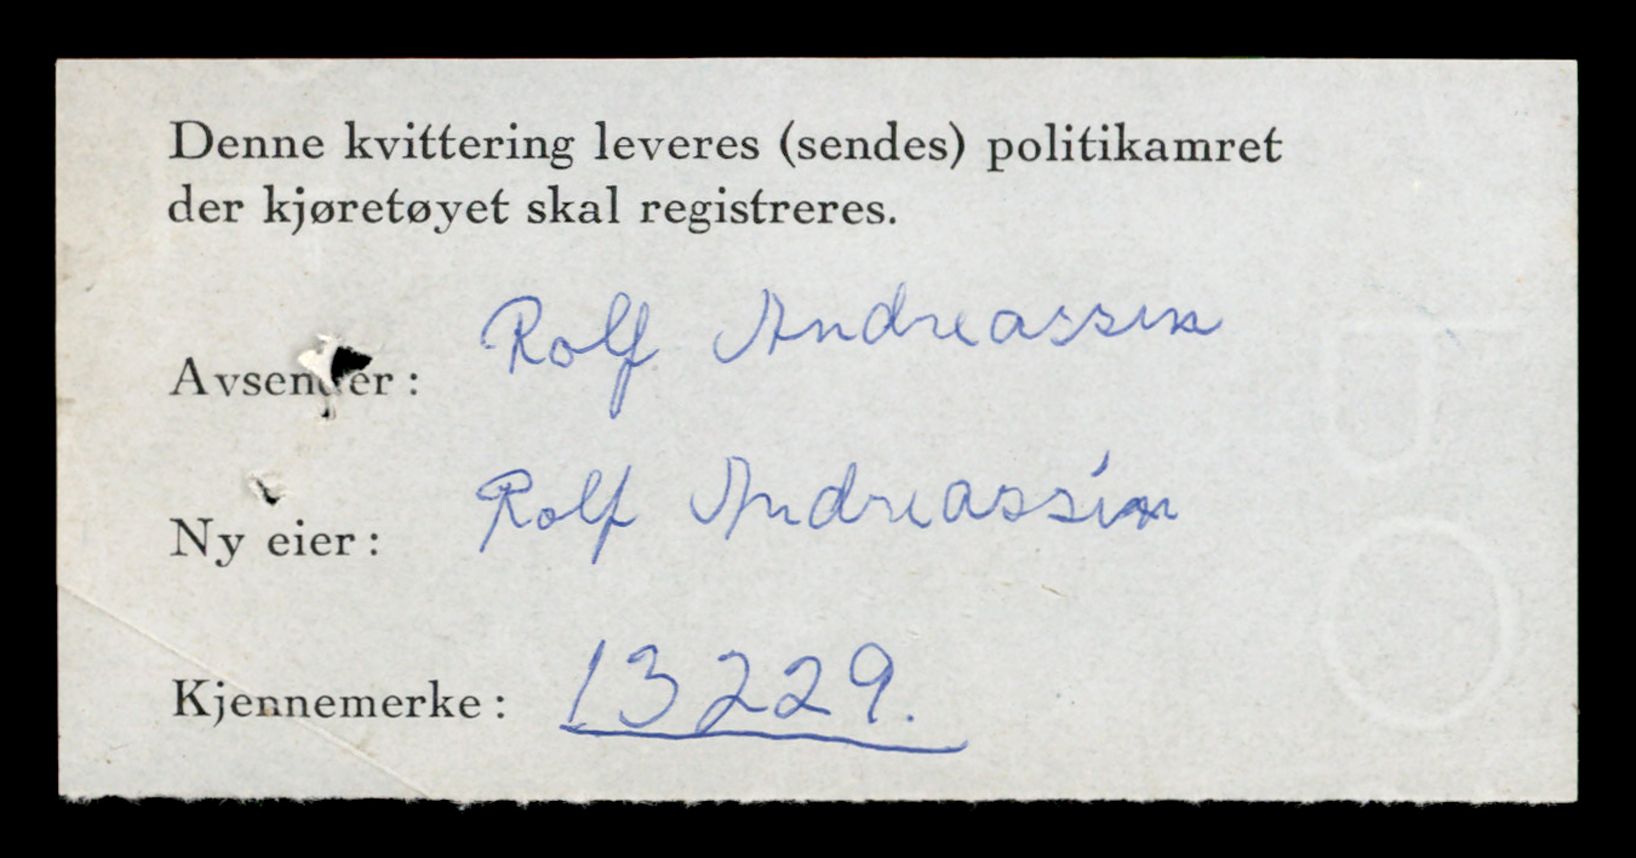 Denne kvittering leveres (sendes) politikamret
der kjøretøyet skal registreres.
Avsender: Rolf Andreassen
Ny eier: Rolf Andreassen
Kjennemerke: 13229.